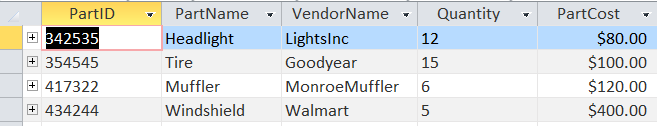 PartID PartName VendorName Quantity PartCost
342535 Headlight LightsInc 12 $80.00
354545 Tire Goodyear 15 $100.00
417322 Muffler MonroeMuffler 6 $120.00
434244 Windshield Walmart 5 $400.00